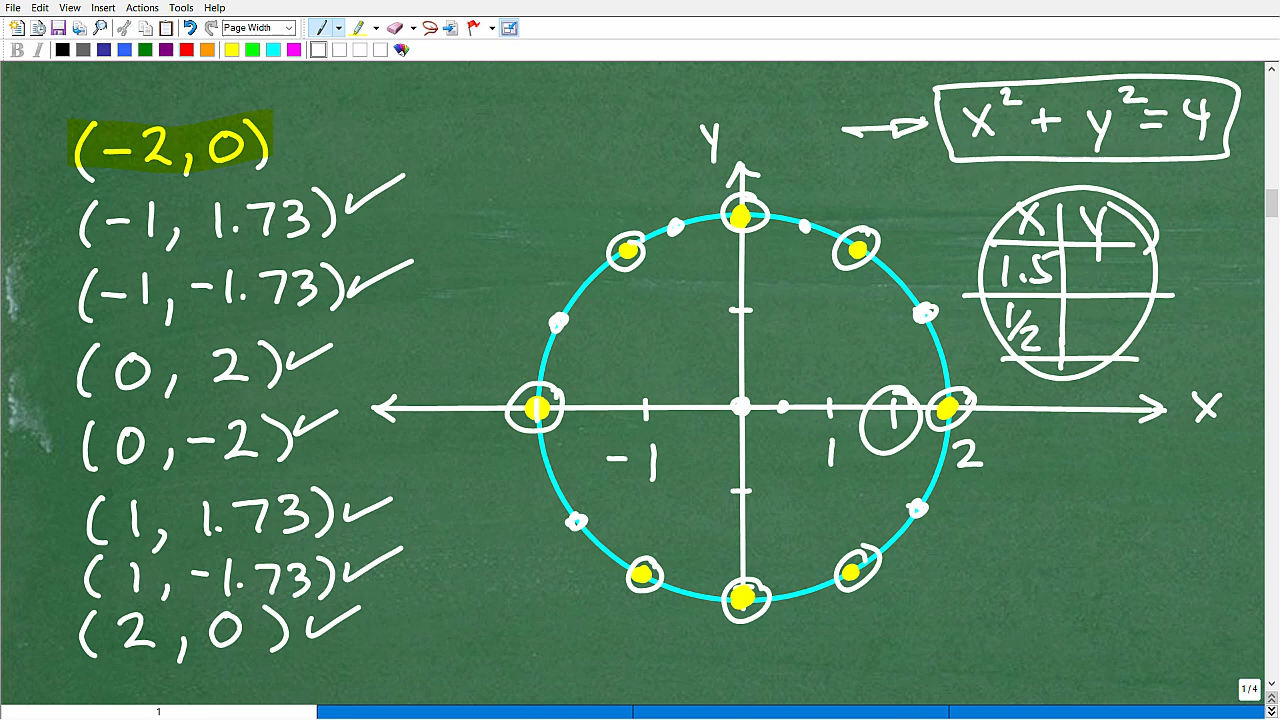 File Edit View Insert Actions Tools Help
Page Width
B I
(-2, 0)
(-1, 1.73)✓
(-1, -1.73)✓
(0, 2)✓
(0, -2)✓
(1, 1.73)✓
(1, -1.73)✓
(2, 0)✓
Y
X
-1
1
2
x² + y² = 4
X Y
1.5
1/2
1/4
1